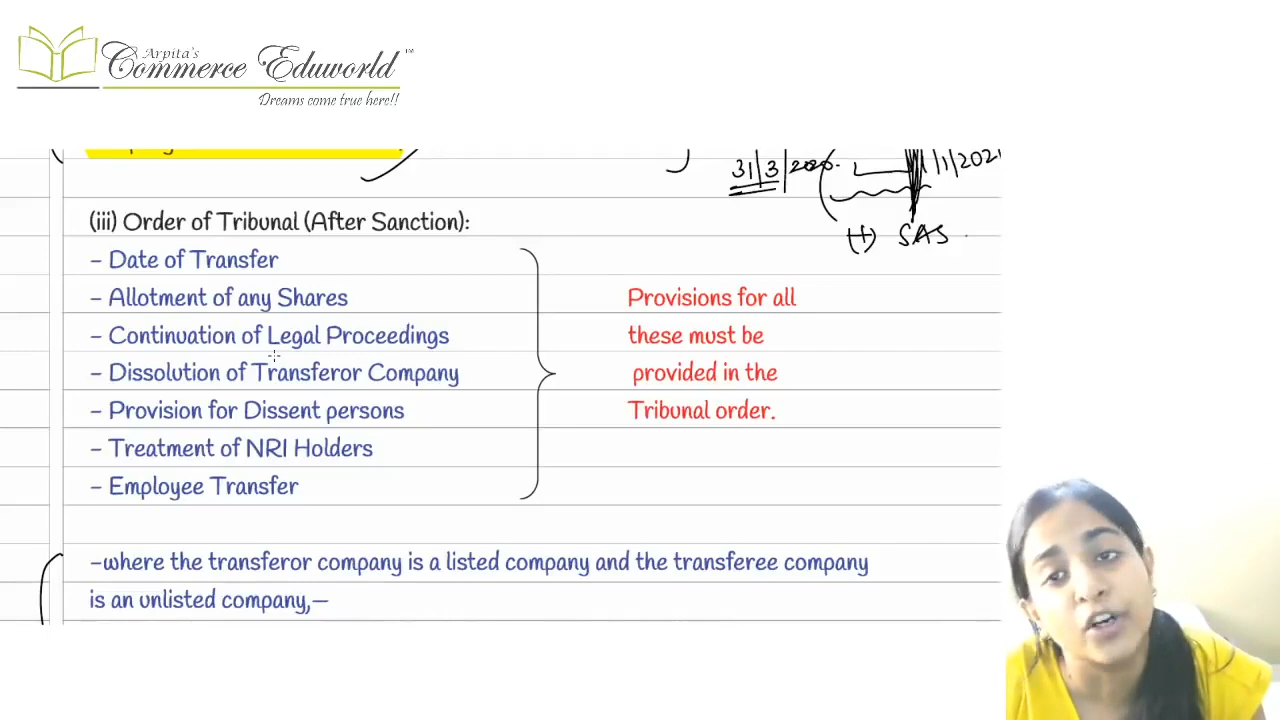 Arpita's
Commerce Eduworld™
Dreams come true here!!
31/3/2020.
1/1/2021
(+) SAS
(iii) Order of Tribunal (After Sanction):
- Date of Transfer
- Allotment of any Shares
- Continuation of Legal Proceedings
- Dissolution of Transferor Company
- Provision for Dissent persons
- Treatment of NRI Holders
- Employee Transfer
Provisions for all
these must be
provided in the
Tribunal order.
-where the transferor company is a listed company and the transferee company
is an unlisted company,—